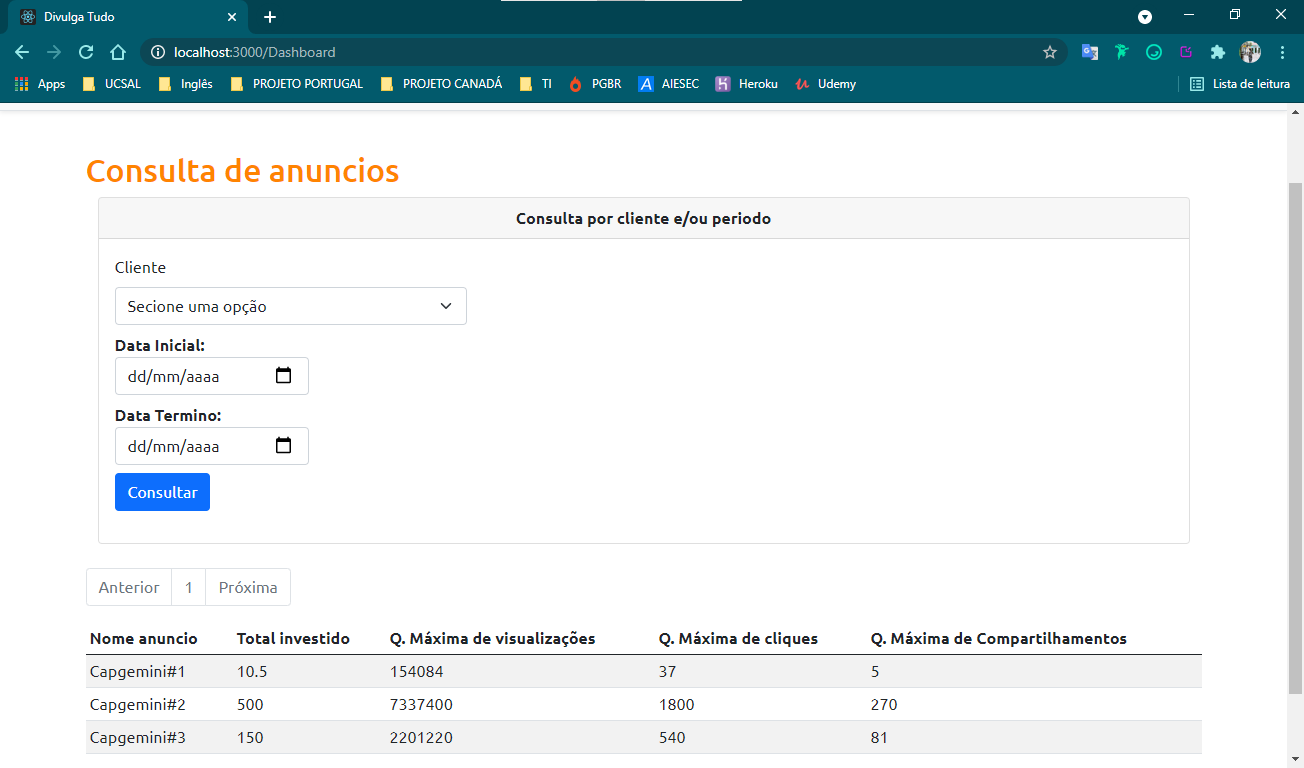 Divulga Tudo
localhost:3000/Dashboard
Apps UCSAL Inglês PROJETO PORTUGAL PROJETO CANADÁ TI PGBR AIESEC Heroku Udemy Lista de leitura
Consulta de anuncios
Consulta por cliente e/ou periodo
Cliente
Secione uma opção
Data Inicial:
dd/mm/aaaa
Data Termino:
dd/mm/aaaa
Consultar
Anterior 1 Próxima
Nome anuncio Total investido Q. Máxima de visualizações Q. Máxima de cliques Q. Máxima de Compartilhamentos
Capgemini#1 10.5 154084 37 5
Capgemini#2 500 7337400 1800 270
Capgemini#3 150 2201220 540 81